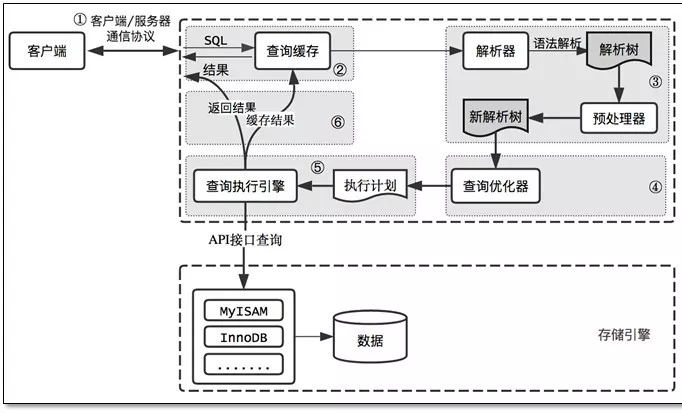 ① 客户端/服务器
通信协议
客户端
SQL
结果
查询缓存
②
解析器
语法解析
解析树
③
预处理器
新解析树
返回结果
缓存结果
⑥
查询执行引擎
⑤
执行计划
查询优化器
④
API接口查询
MyISAM
InnoDB
.......
数据
存储引擎